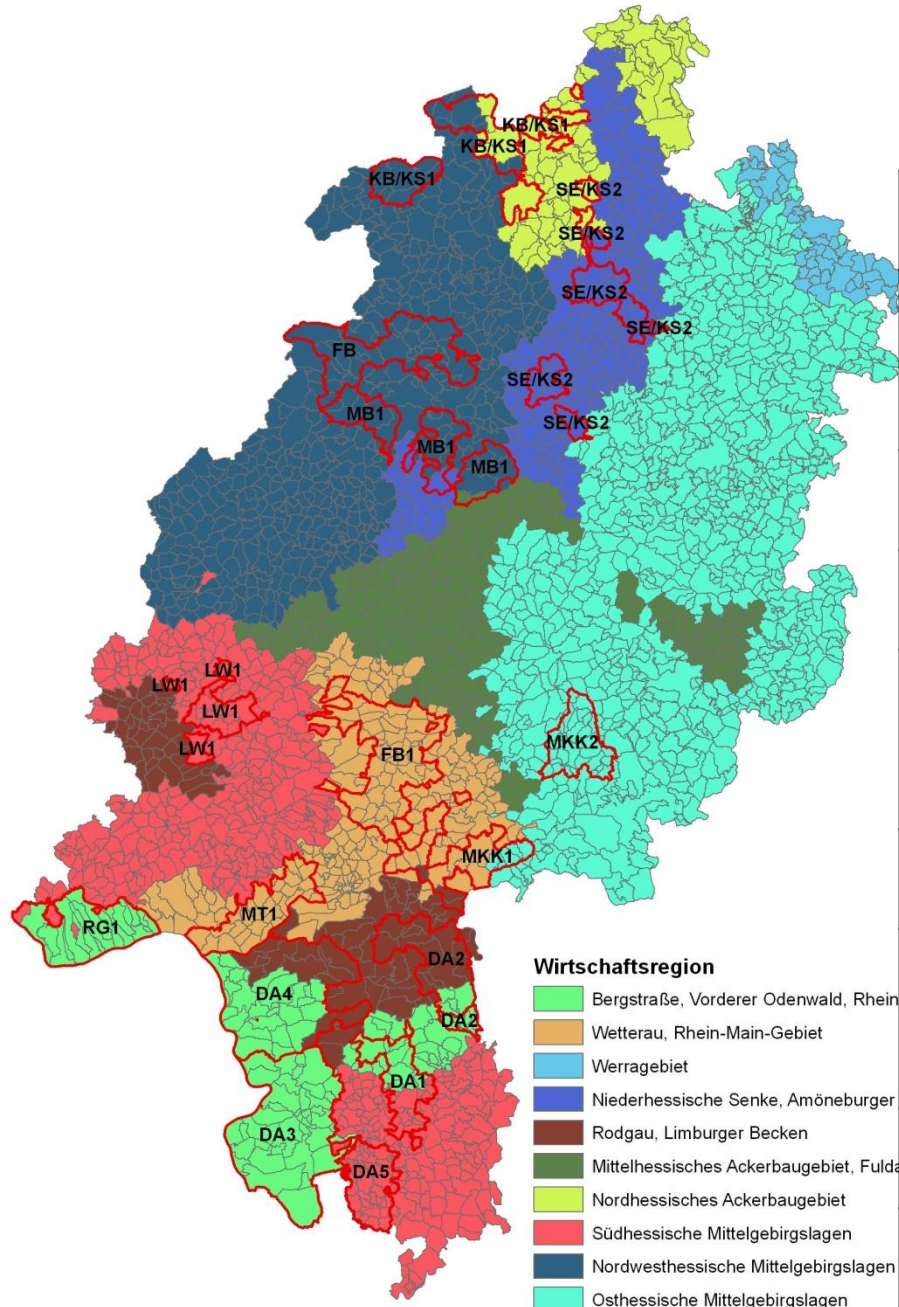 KB/KS1
KB/KS1
KB/KS1
SE/KS2
SE/KS2
SE/KS2
SE/KS2
FB
SE/KS2
MB1
SE/KS2
MB1
MB1
LW1
LW1
LW1
LW1
MKK2
FB1
MKK1
MT1
RG1
DA2
DA4
DA2
DA1
DA3
DA5
Wirtschaftsregion
Bergstraße, Vorderer Odenwald, Rhein
Wetterau, Rhein-Main-Gebiet
Werragebiet
Niederhessische Senke, Amöneburger
Rodgau, Limburger Becken
Mittelhessisches Ackerbaugebiet, Fulda
Nordhessisches Ackerbaugebiet
Südhessische Mittelgebirgslagen
Nordwesthessische Mittelgebirgslagen
Osthessische Mittelgebirgslagen